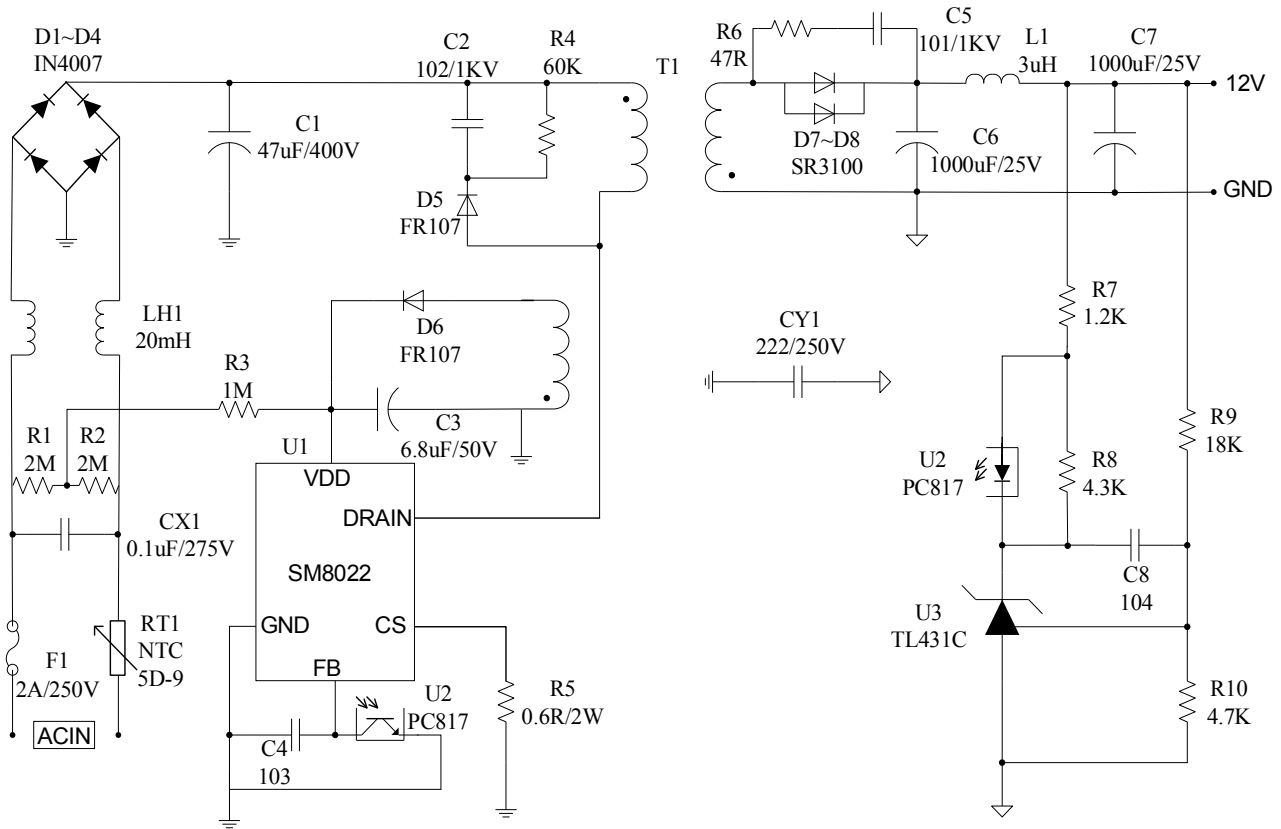 D1~D4
IN4007
C1
47uF/400V
C2
102/1KV
R4
60K
T1
D5
FR107
R6
47R
C5
101/1KV
D7~D8
SR3100
C6
1000uF/25V
L1
3uH
C7
1000uF/25V
12V
GND
LH1
20mH
R3
1M
D6
FR107
C3
6.8uF/50V
CY1
222/250V
R7
1.2K
R1
2M
R2
2M
U1
VDD
DRAIN
SM8022
GND
CS
FB
U2
PC817
R8
4.3K
R9
18K
CX1
0.1uF/275V
C8
104
U3
TL431C
F1
2A/250V
RT1
NTC
5D-9
ACIN
C4
103
U2
PC817
R5
0.6R/2W
R10
4.7K